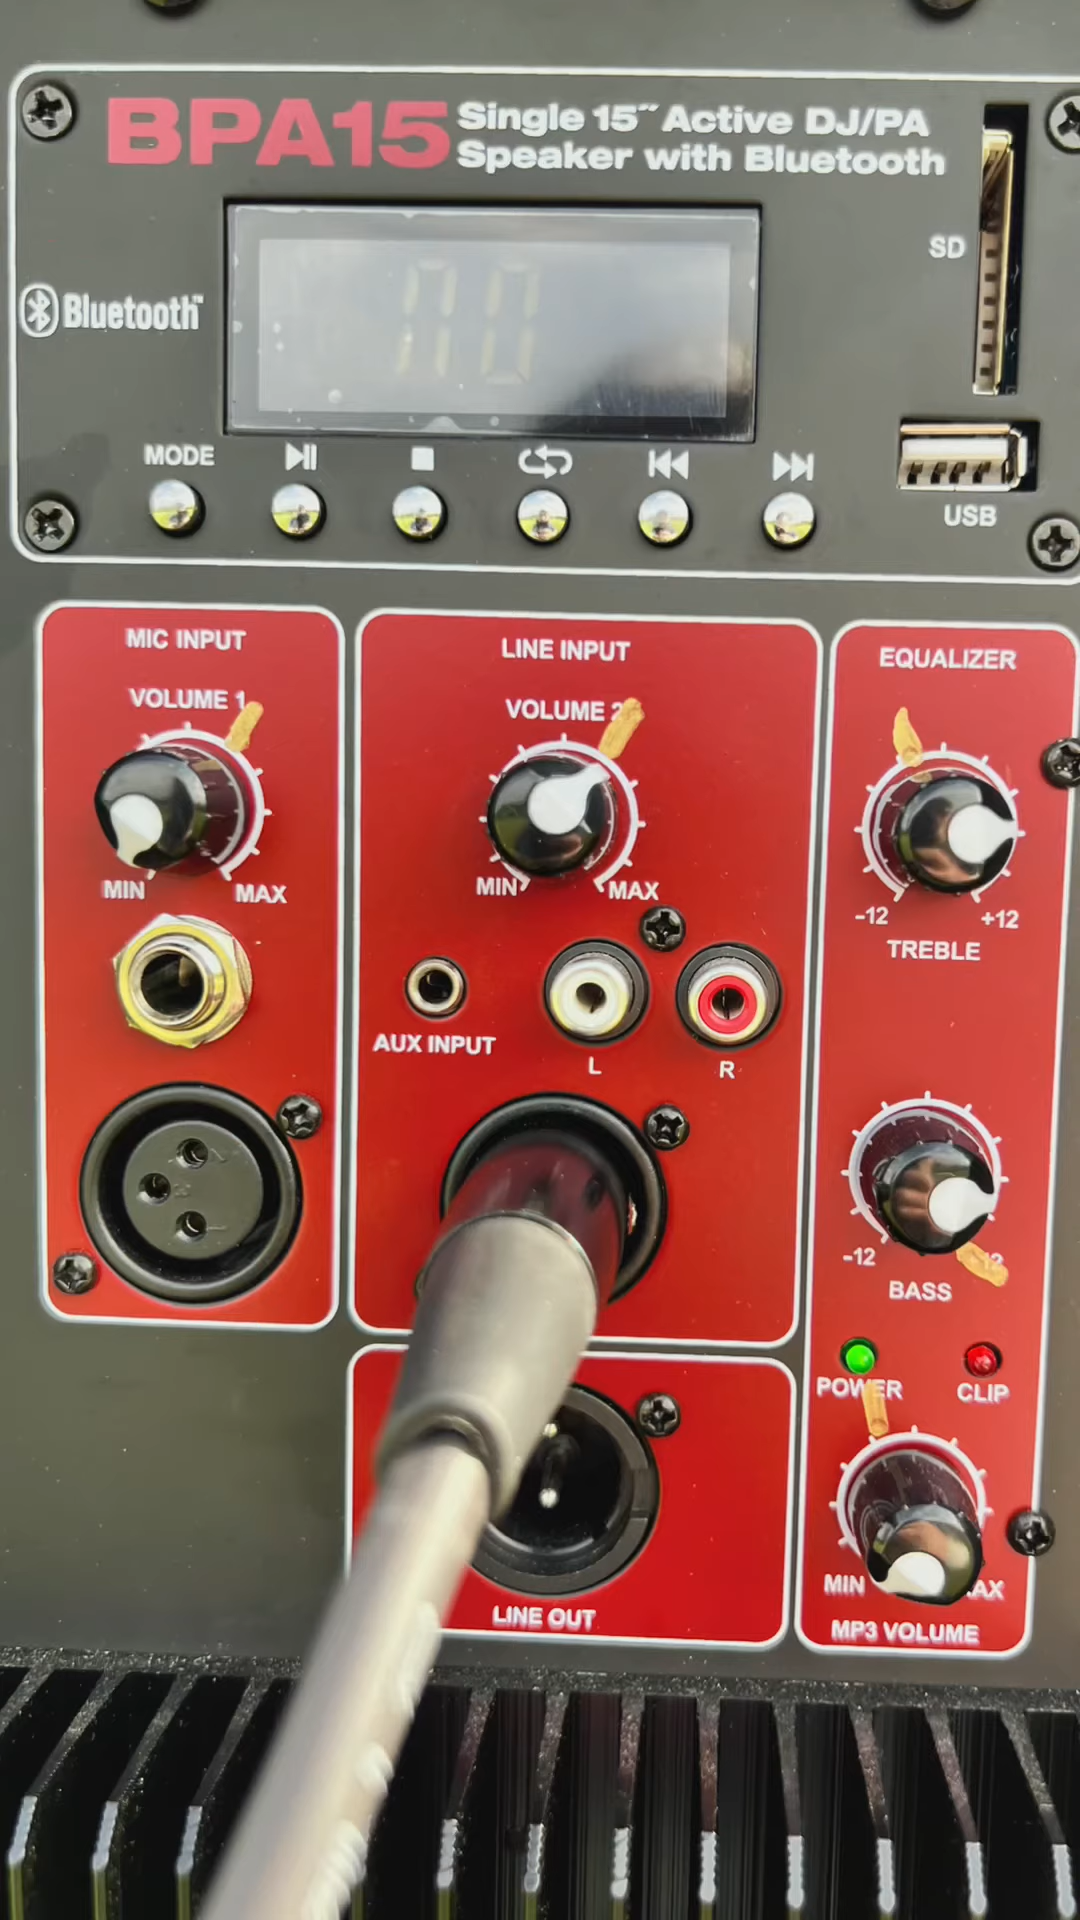 BPA15
Single 15″ Active DJ/PA
Speaker with Bluetooth
SD
Bluetooth™
MODE
USB
MIC INPUT
LINE INPUT
EQUALIZER
VOLUME 1
VOLUME 2
MIN
MAX
MIN
MAX
-12
+12
TREBLE
AUX INPUT
L
R
-12
BASS
POWER
CLIP
MIN
AX
LINE OUT
MP3 VOLUME